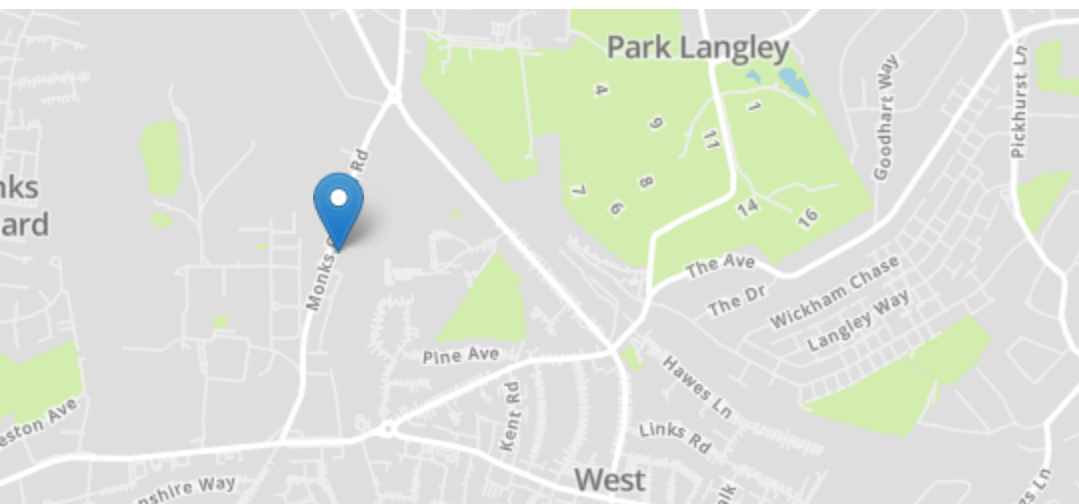 Park Langley
4
9
11
1
7
8
6
14
16
Goodhart Way
Pickhurst Ln
Rd
Monks
The Ave
The Dr
Wickham Chase
Langley Way
Pine Ave
Kent Rd
Hawes Ln
Links Rd
West